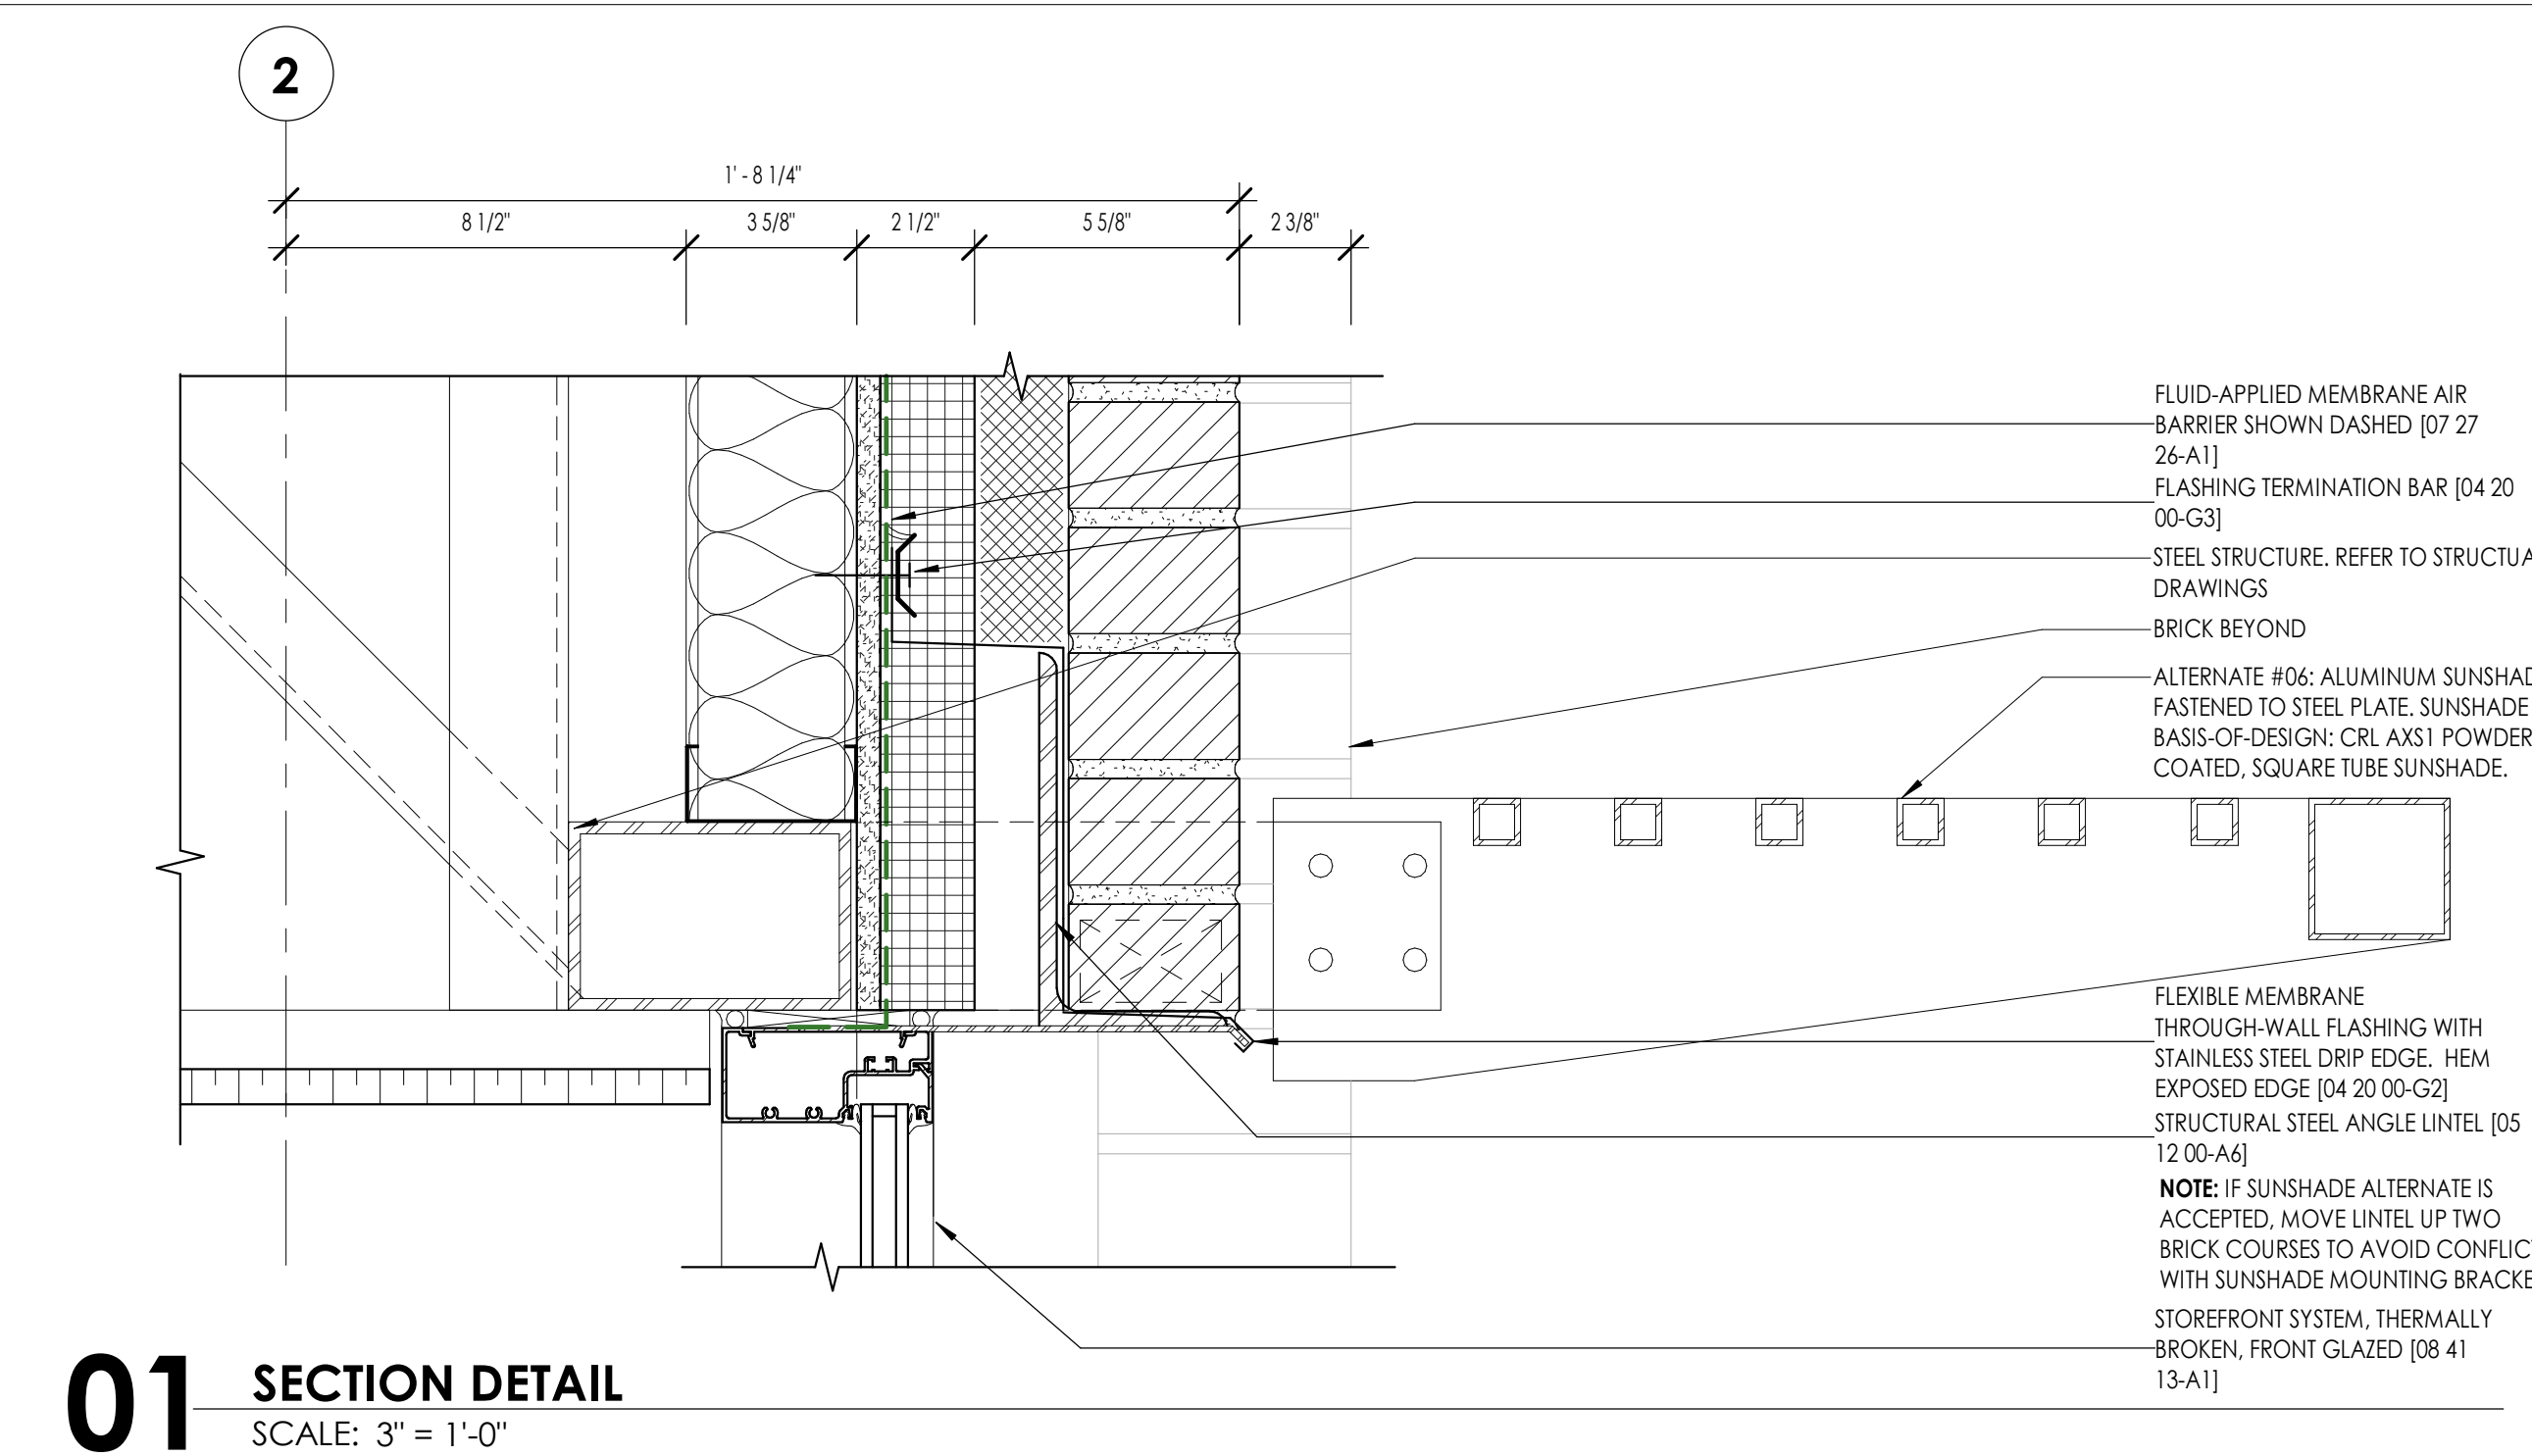 2
1' - 8 1/4"
8 1/2"
3 5/8"
2 1/2"
5 5/8"
2 3/8"
FLUID-APPLIED MEMBRANE AIR
BARRIER SHOWN DASHED [07 27
26-A1]
FLASHING TERMINATION BAR [04 20
00-G3]
STEEL STRUCTURE. REFER TO STRUCTUA
DRAWINGS
BRICK BEYOND
ALTERNATE #06: ALUMINUM SUNSHAD
FASTENED TO STEEL PLATE. SUNSHADE
BASIS-OF-DESIGN: CRL AXS1 POWDER
COATED, SQUARE TUBE SUNSHADE.
FLEXIBLE MEMBRANE
THROUGH-WALL FLASHING WITH
STAINLESS STEEL DRIP EDGE. HEM
EXPOSED EDGE [04 20 00-G2]
STRUCTURAL STEEL ANGLE LINTEL [05
12 00-A6]
NOTE: IF SUNSHADE ALTERNATE IS
ACCEPTED, MOVE LINTEL UP TWO
BRICK COURSES TO AVOID CONFLIC
WITH SUNSHADE MOUNTING BRACKE
STOREFRONT SYSTEM, THERMALLY
BROKEN, FRONT GLAZED [08 41
13-A1]
01 SECTION DETAIL
SCALE: 3" = 1'-0"